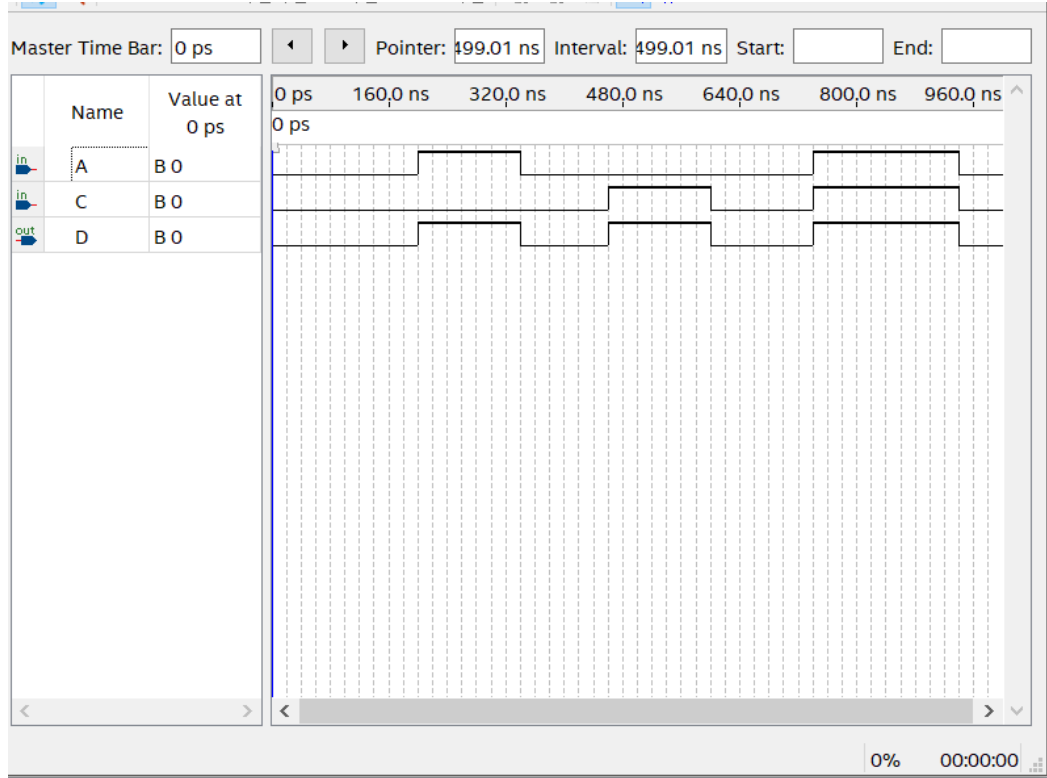 Master Time Bar: 0 ps Pointer: 499.01 ns Interval: 499.01 ns Start: End:
Name Value at 0 ps
0 ps 160.0 ns 320.0 ns 480.0 ns 640.0 ns 800.0 ns 960.0 ns
0 ps
in A B 0
in C B 0
out D B 0
0% 00:00:00